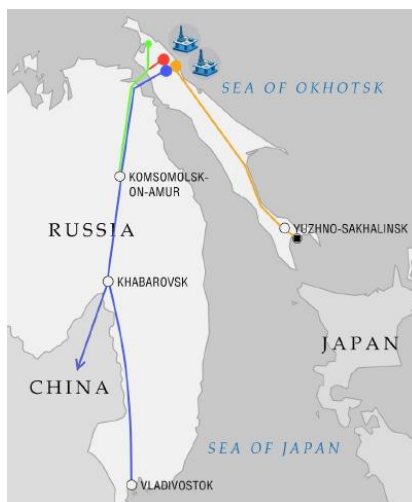 SEA OF OKHOTSK
KOMSOMOLSK-
ON-AMUR
RUSSIA
YUZHNO-SAKHALINSK
KHABAROVSK
JAPAN
CHINA
SEA OF JAPAN
VLADIVOSTOK